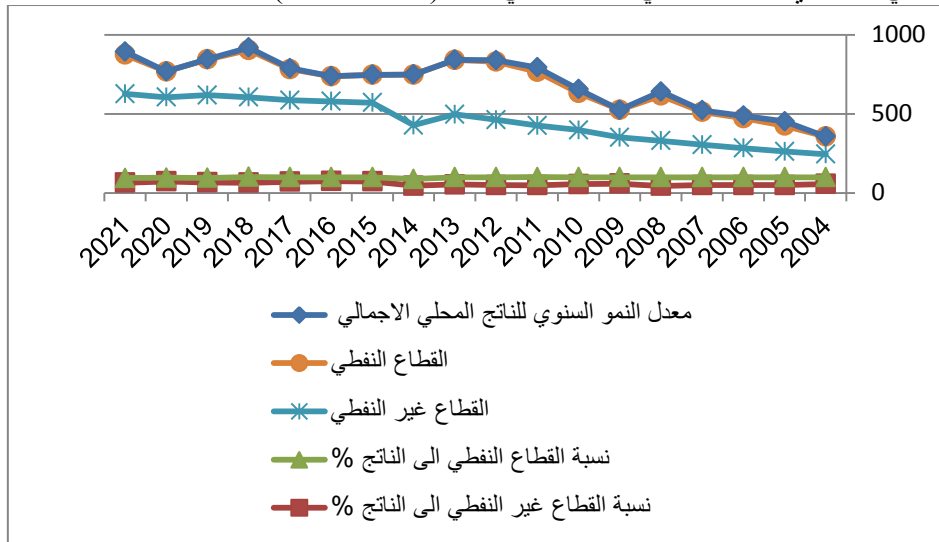 1000
500
0
2021 2020 2019 2018 2017 2016 2015 2014 2013 2012 2011 2010 2009 2008 2007 2006 2005 2004
معدل النمو السنوي للناتج المحلي الاجمالي
القطاع النفطي
القطاع غير النفطي
نسبة القطاع النفطي الى الناتج %
نسبة القطاع غير النفطي الى الناتج %